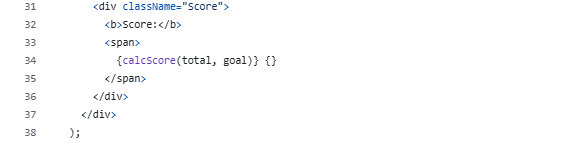 31 <div className="Score">
32 <b>Score:</b>
33 <span>
34 {calcScore(total, goal)} {}
35 </span>
36 </div>
37 </div>
38 );